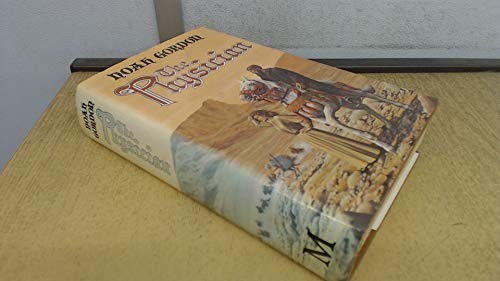 NOAH GORDON
The
Physician
NOAH
GORDON
The
Physician
M